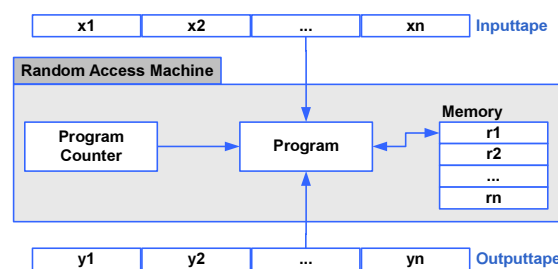 x1 x2 ... xn Inputtape
Random Access Machine
Memory
Program Counter
Program
r1
r2
...
rn
y1 y2 ... yn Outputtape